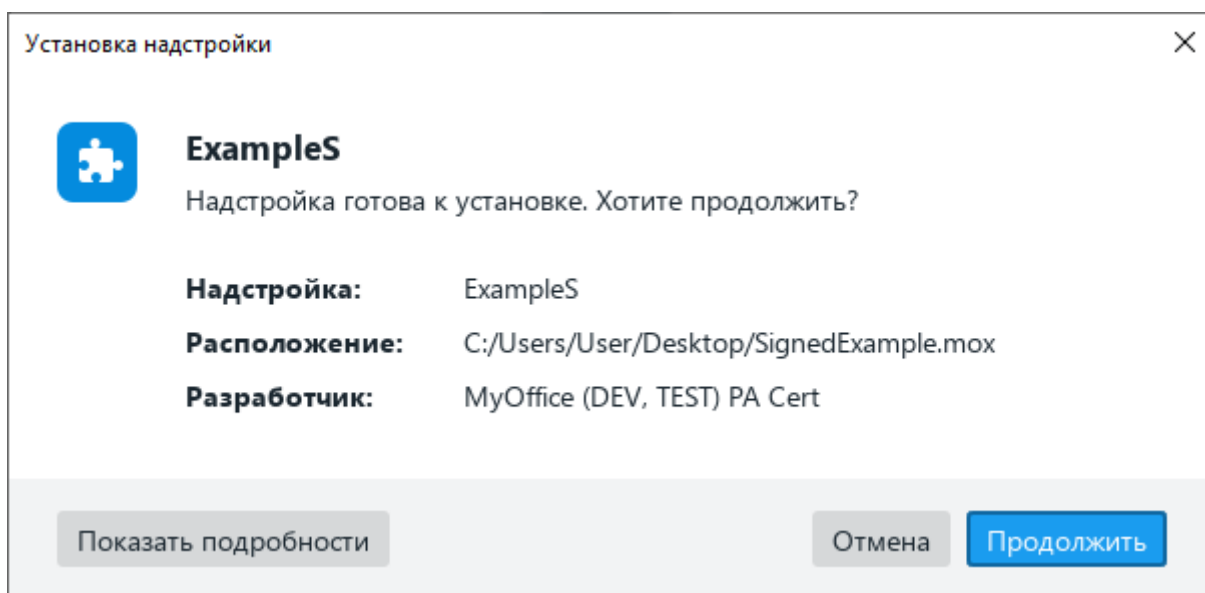 Установка надстройки
ExampleS
Надстройка готова к установке. Хотите продолжить?
Надстройка: ExampleS
Расположение: C:/Users/User/Desktop/SignedExample.mox
Разработчик: MyOffice (DEV, TEST) PA Cert
Показать подробности Отмена Продолжить